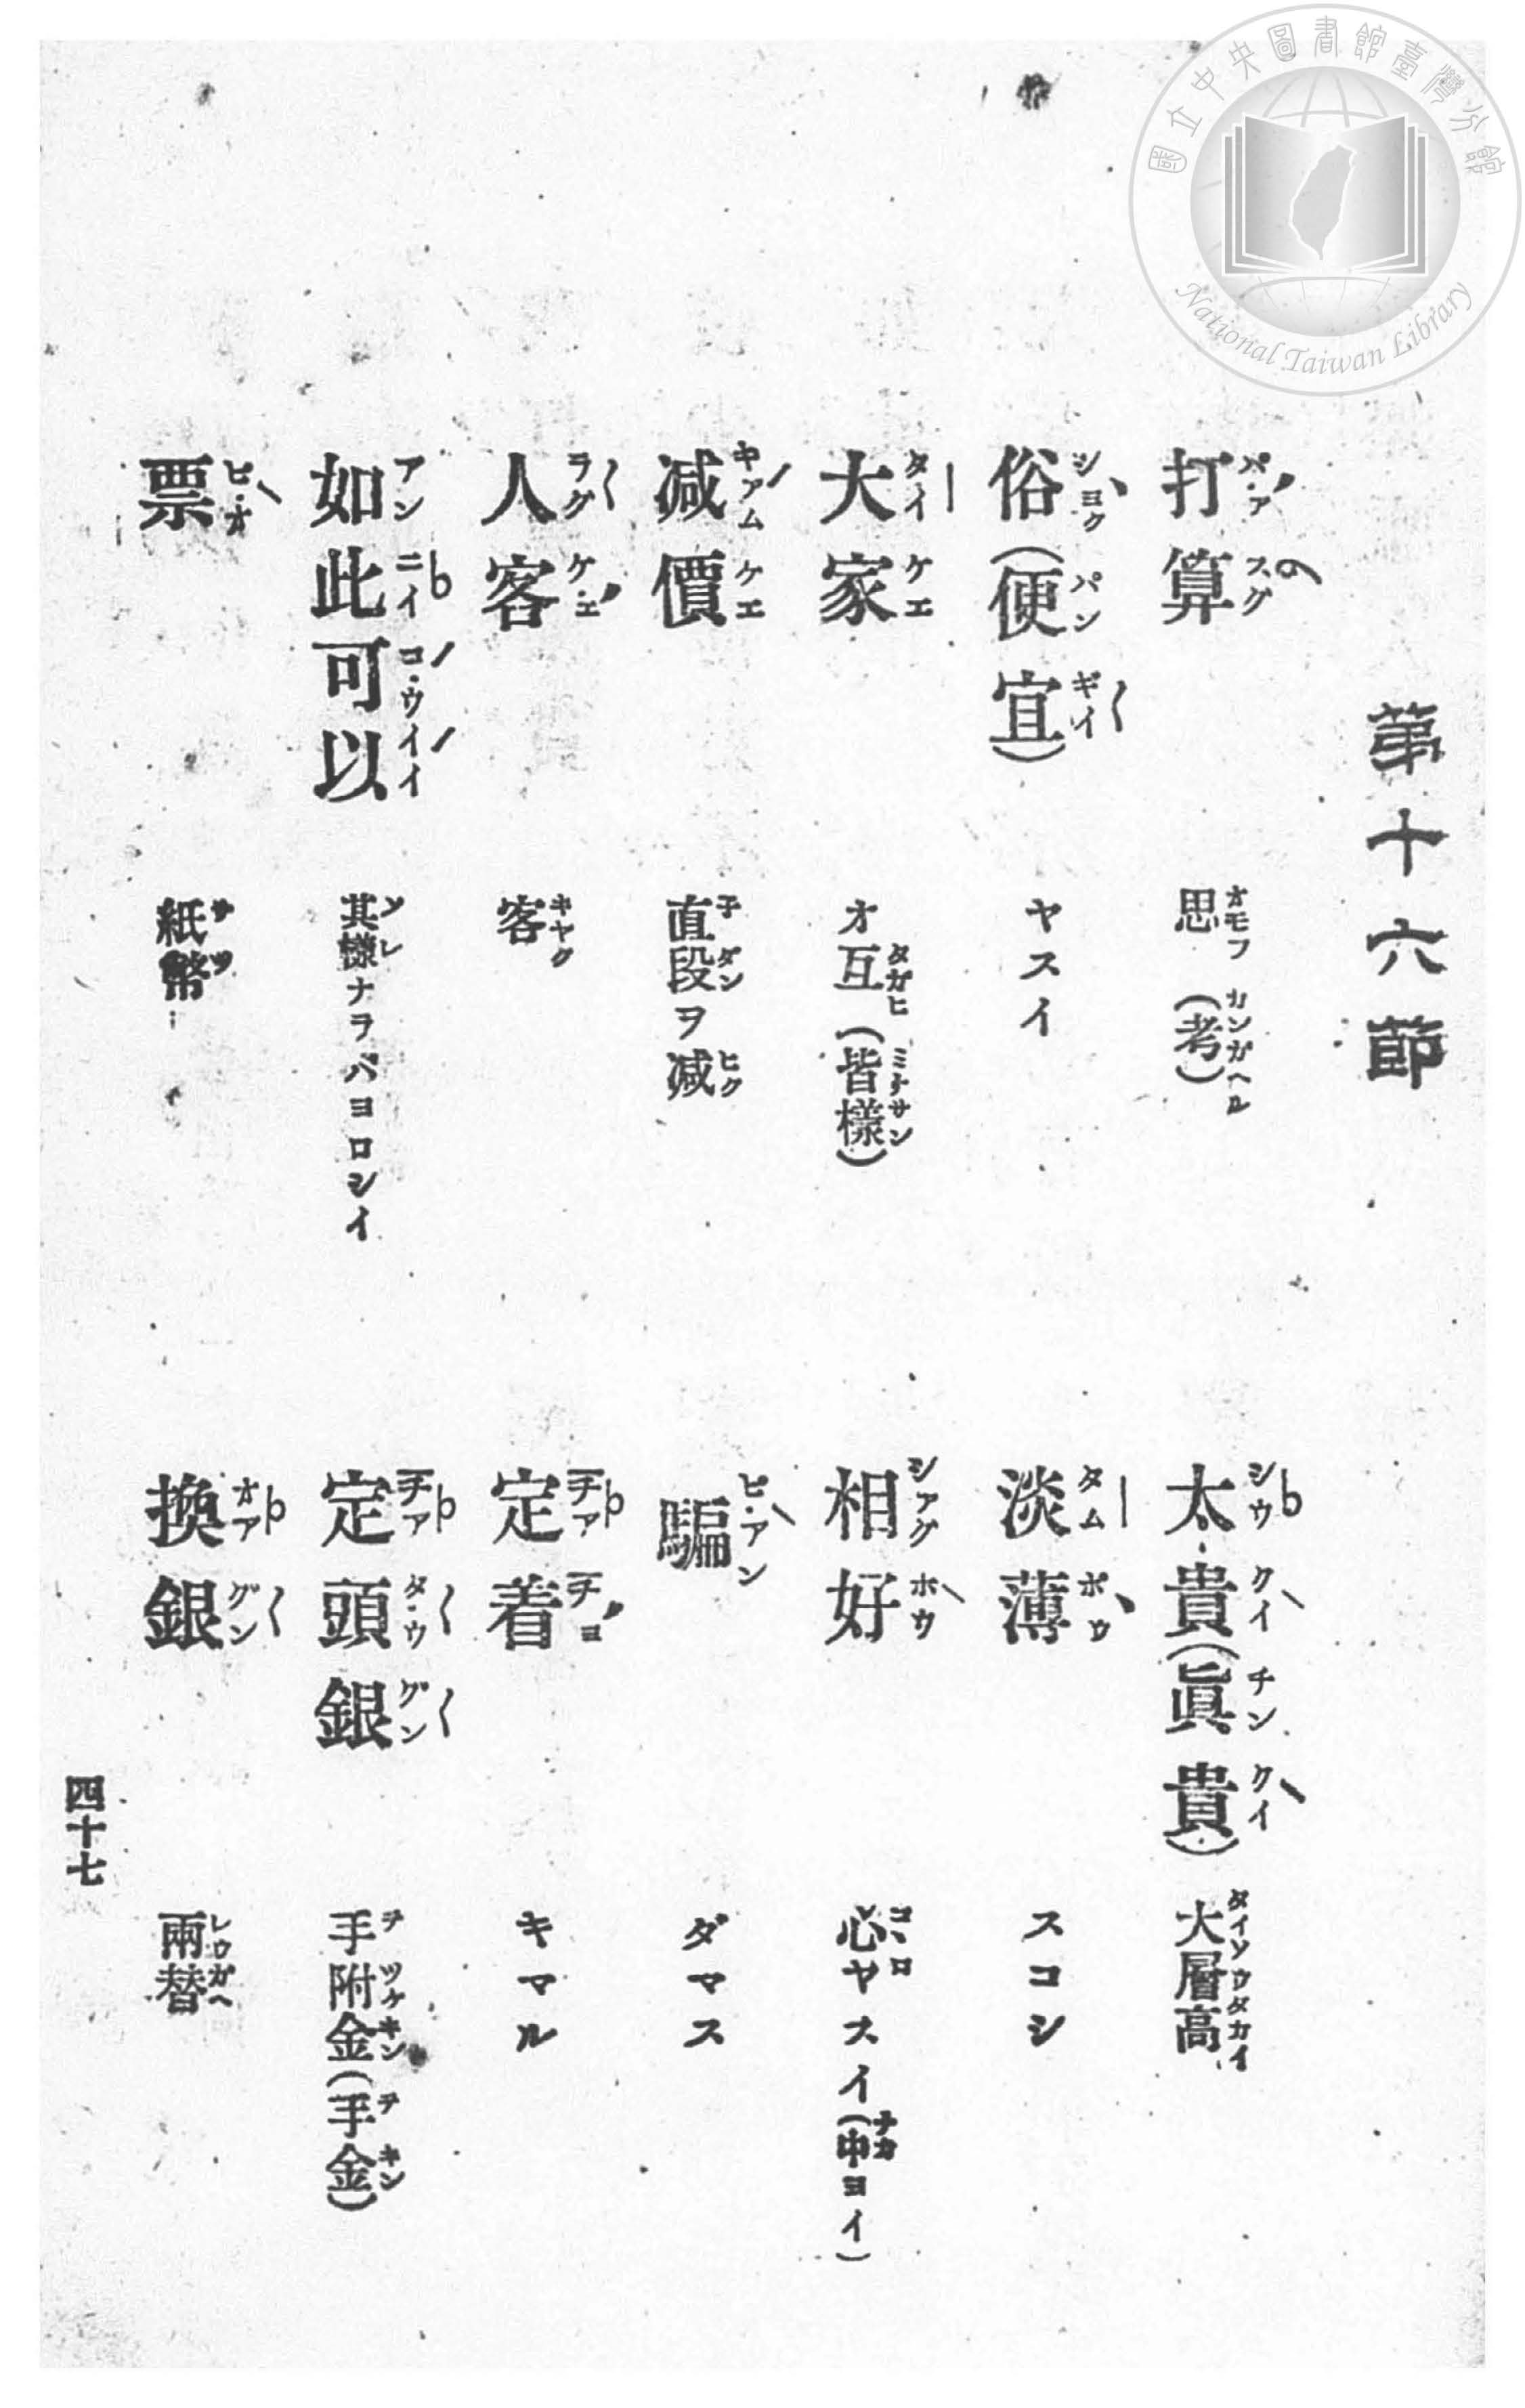 國立中央圖書館臺灣分館
National Taiwan Library
第十六節
打算 思(考)
俗(便宜) ヤスイ
大家 オ互(皆樣)
減價 直段ヲ減
人客 客
如此可以 其樣ナラバヨロシイ
票 紙幣
太貴(眞貴) 大層高
淡薄 スコシ
相好 心ヤスイ(中ヨイ)
騙 ダマス
定着 キマル
定頭銀 手附金(手金)
換銀 兩替
四十七